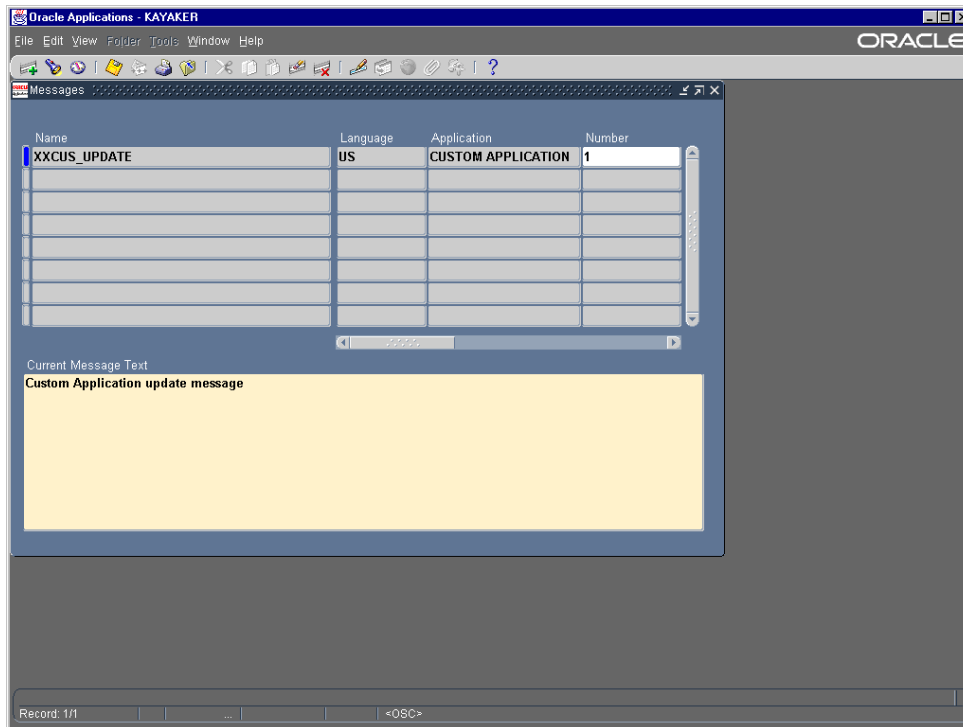 Oracle Applications - KAYAKER
File Edit View Folder Tools Window Help
ORACLE
Messages
Name Language Application Number
XXCUS_UPDATE US CUSTOM APPLICATION 1
Current Message Text
Custom Application update message
Record: 1/1 ... <OSC>